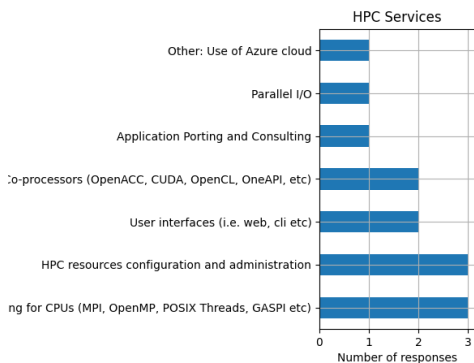 HPC Services
Other: Use of Azure cloud
Parallel I/O
Application Porting and Consulting
Co-processors (OpenACC, CUDA, OpenCL, OneAPI, etc)
User interfaces (i.e. web, cli etc)
HPC resources configuration and administration
ng for CPUs (MPI, OpenMP, POSIX Threads, GASPI etc)
0 1 2 3
Number of responses